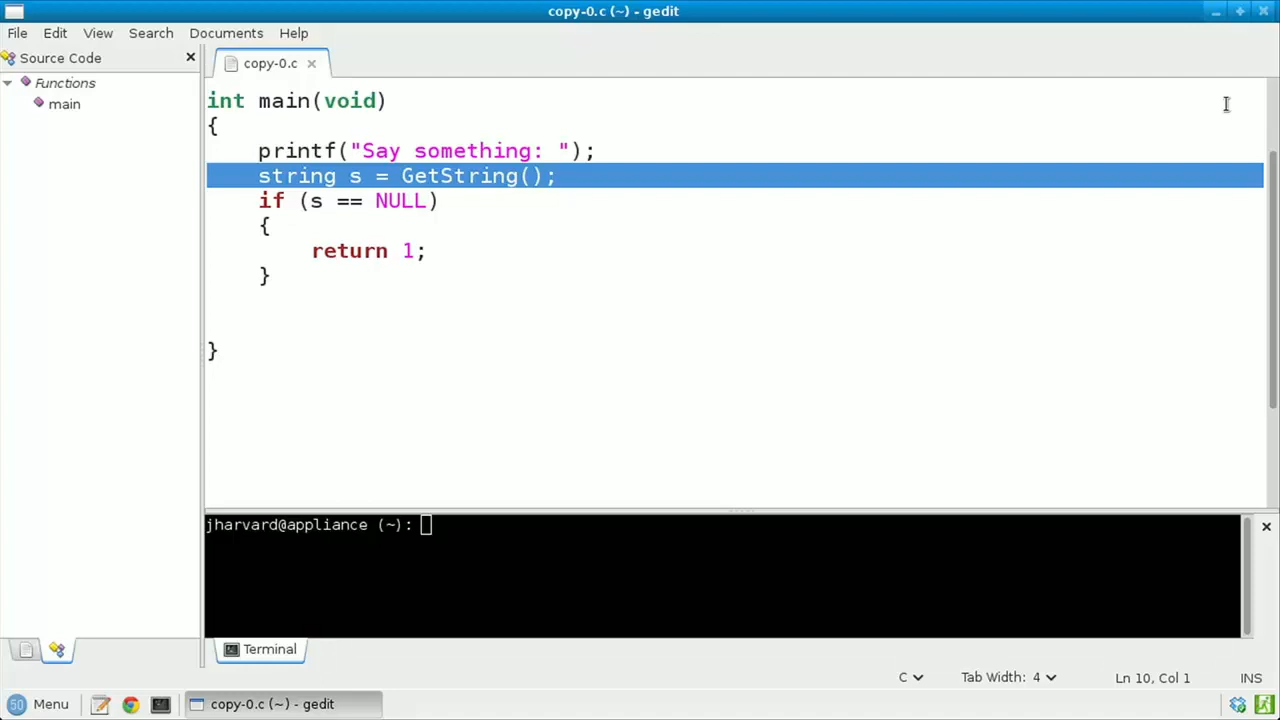 copy-0.c (~) - gedit
File Edit View Search Documents Help
Source Code
copy-0.c
Functions
main
int main(void)
{
    printf("Say something: ");
    string s = GetString();
    if (s == NULL)
    {
        return 1;
    }
}
jharvard@appliance (~):
Terminal
C Tab Width: 4 Ln 10, Col 1 INS
50 Menu copy-0.c (~) - gedit